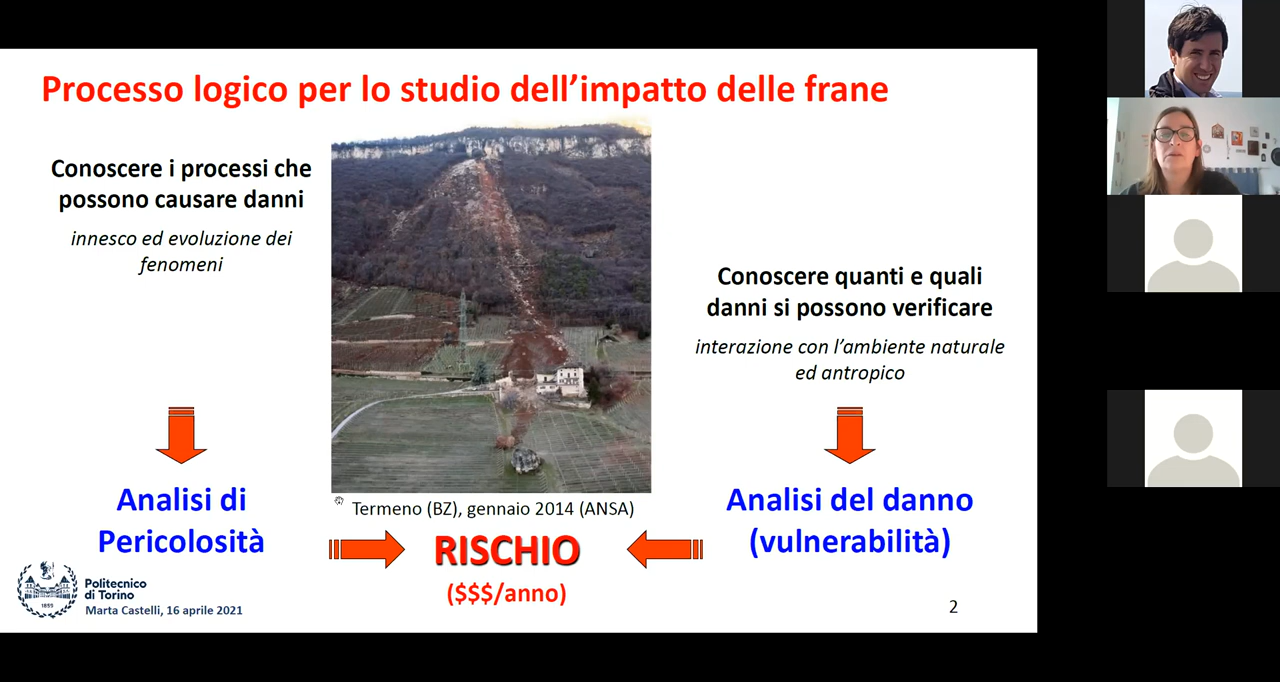 Processo logico per lo studio dell’impatto delle frane
Conoscere i processi che
possono causare danni
innesco ed evoluzione dei
fenomeni
Conoscere quanti e quali
danni si possono verificare
interazione con l’ambiente naturale
ed antropico
Analisi di
Pericolosità
Termeno (BZ), gennaio 2014 (ANSA)
RISCHIO
($$$/anno)
Analisi del danno
(vulnerabilità)
1859
Politecnico
di Torino
Marta Castelli, 16 aprile 2021
2